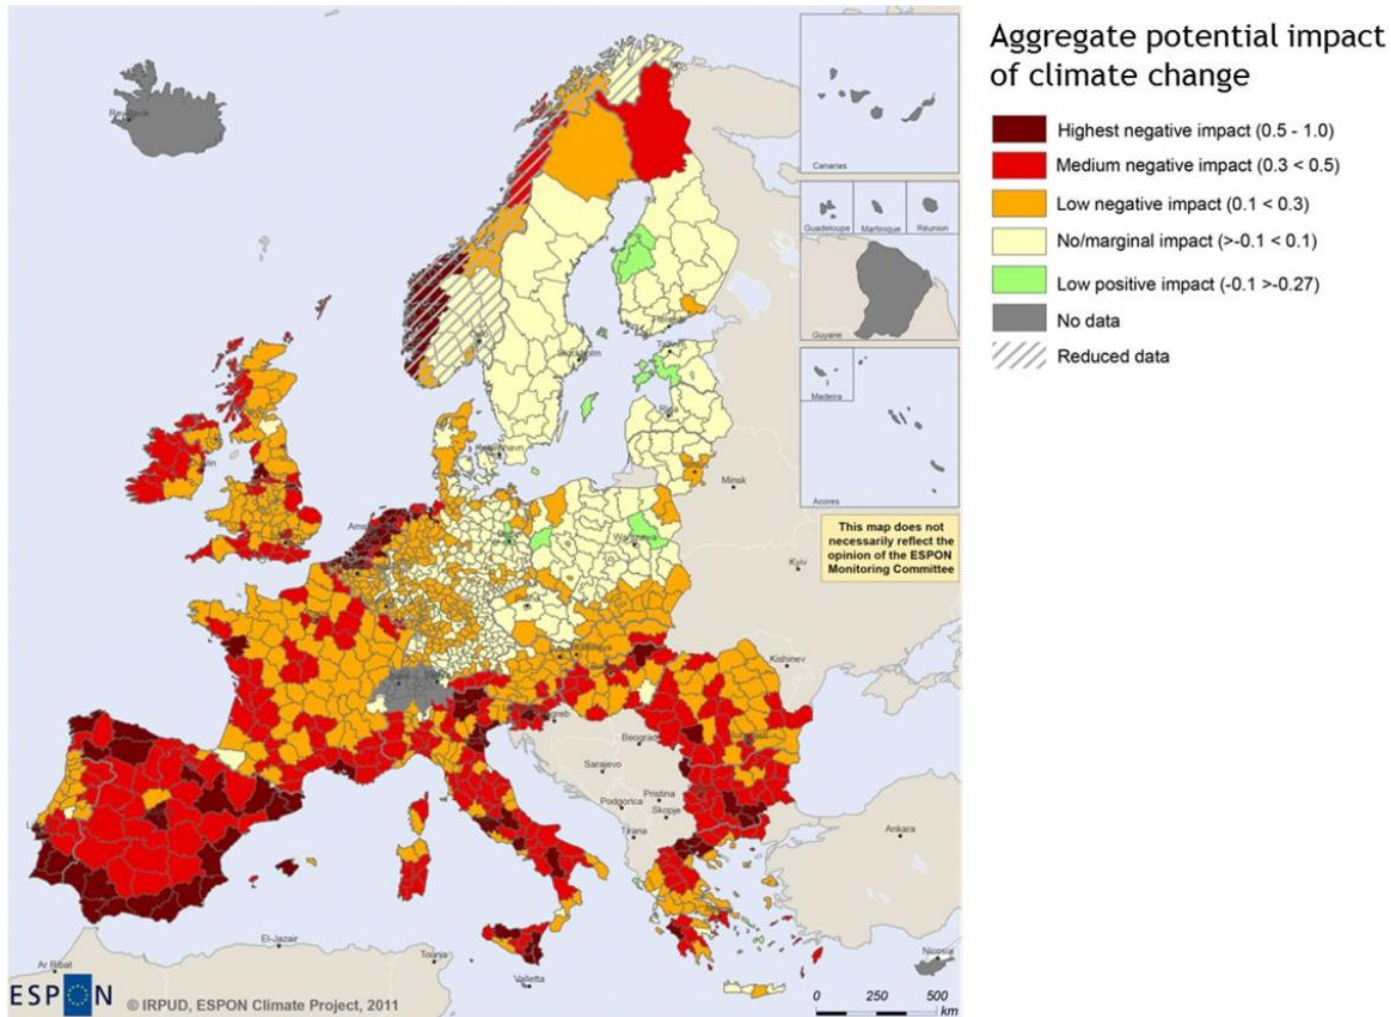 Aggregate potential impact
of climate change
Highest negative impact (0.5 - 1.0)
Medium negative impact (0.3 < 0.5)
Low negative impact (0.1 < 0.3)
No/marginal impact (>-0.1 < 0.1)
Low positive impact (-0.1 >-0.27)
No data
Reduced data
Canarias
Guadeloupe
Martinique
Réunion
Guyane
Madeira
Acores
This map does not
necessarily reflect the
opinion of the ESPON
Monitoring Committee
Minsk
Kyiv
Kishinev
Beograd
Sarajevo
Podgorica
Pristina
Skopje
Tirana
Ankara
Nicosia
Valletta
Tounis
El-Jazair
Ar Ribat
Riga
ESPON
© IRPUD, ESPON Climate Project, 2011
0 250 500
km